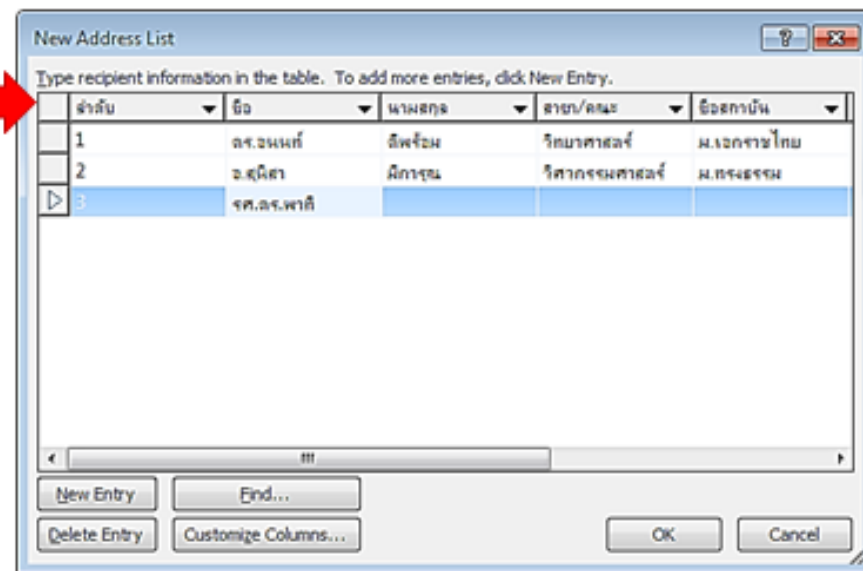 New Address List
Type recipient information in the table. To add more entries, click New Entry.
ลำดับ ชื่อ นามสกุล สาขา/คณะ ชื่อสถาบัน
1 ดร.อนนท์ ดีพร้อม วิทยาศาสตร์ ม.เอกราชไทย
2 อ.สุมิสา มีการุณ วิศวกรรมศาสตร์ ม.ทรงธรรม
3 รศ.ดร.พาที
New Entry Find...
Delete Entry Customize Columns... OK Cancel